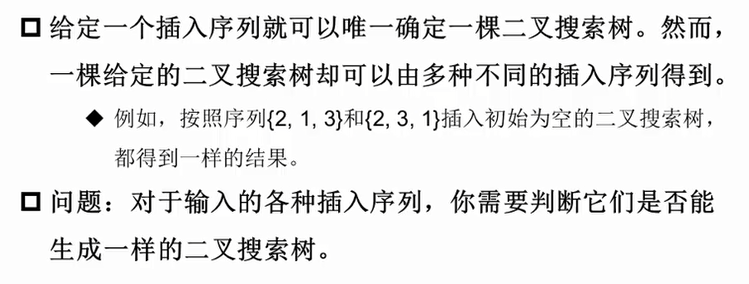 给定一个插入序列就可以唯一确定一棵二叉搜索树。然而，
一棵给定的二叉搜索树却可以由多种不同的插入序列得到。
例如，按照序列{2, 1, 3}和{2, 3, 1}插入初始为空的二叉搜索树，
都得到一样的结果。
问题：对于输入的各种插入序列，你需要判断它们是否能
生成一样的二叉搜索树。